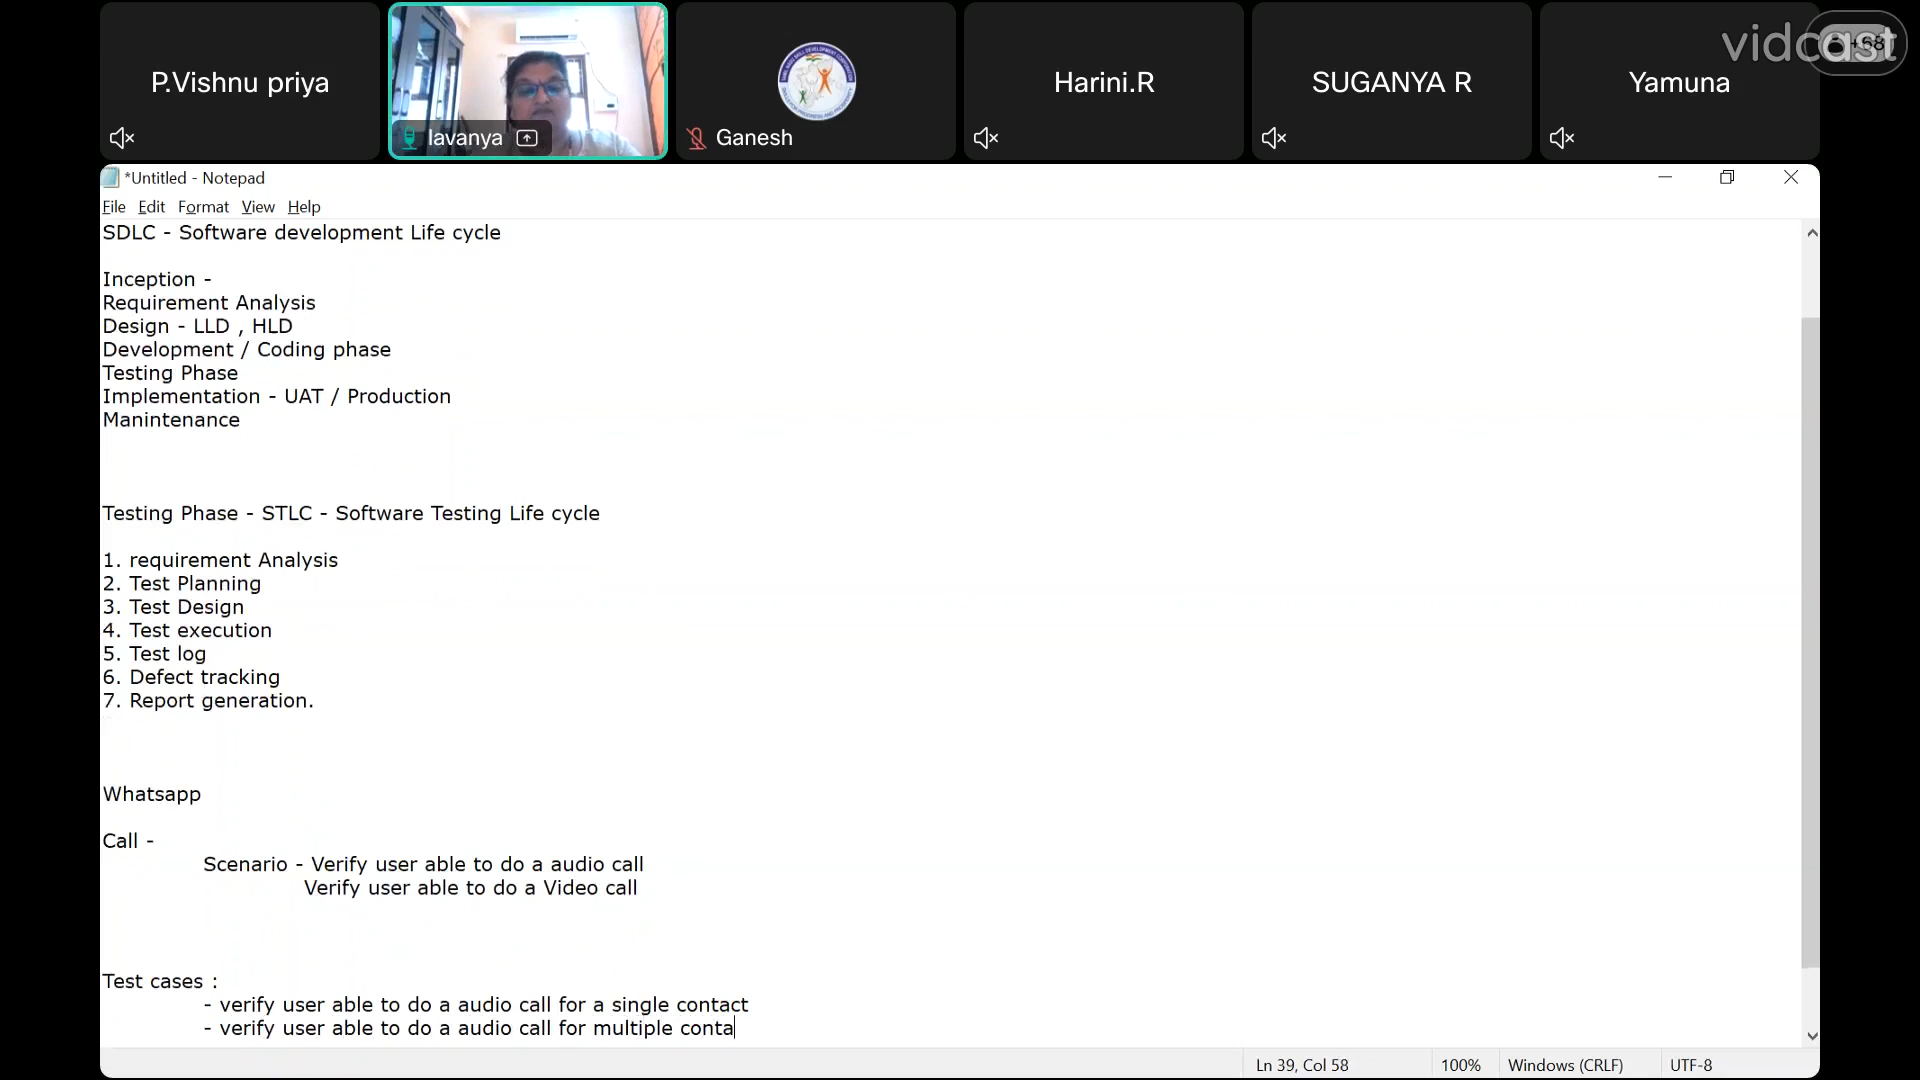 P.Vishnu priya
lavanya
Ganesh
Harini.R
SUGANYA R
Yamuna
vidcast
+68
*Untitled - Notepad
File Edit Format View Help
SDLC - Software development Life cycle
Inception -
Requirement Analysis
Design - LLD , HLD
Development / Coding phase
Testing Phase
Implementation - UAT / Production
Manintenance
Testing Phase - STLC - Software Testing Life cycle
1. requirement Analysis
2. Test Planning
3. Test Design
4. Test execution
5. Test log
6. Defect tracking
7. Report generation.
Whatsapp
Call -
Scenario - Verify user able to do a audio call
Verify user able to do a Video call
Test cases :
- verify user able to do a audio call for a single contact
- verify user able to do a audio call for multiple conta
Ln 39, Col 58 100% Windows (CRLF) UTF-8